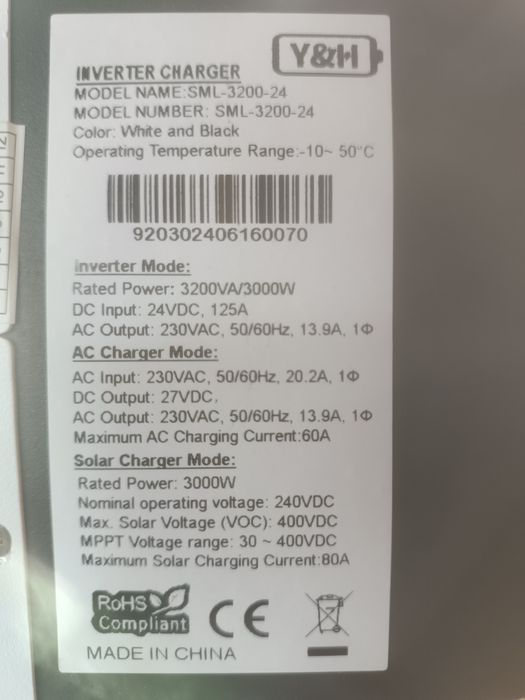 Y&H
INVERTER CHARGER
MODEL NAME:SML-3200-24
MODEL NUMBER: SML-3200-24
Color: White and Black
Operating Temperature Range:-10~ 50°C
920302406160070
Inverter Mode:
Rated Power: 3200VA/3000W
DC Input: 24VDC, 125A
AC Output: 230VAC, 50/60Hz, 13.9A, 1Φ
AC Charger Mode:
AC Input: 230VAC, 50/60Hz, 20.2A, 1Φ
DC Output: 27VDC,
AC Output: 230VAC, 50/60Hz, 13.9A, 1Φ
Maximum AC Charging Current:60A
Solar Charger Mode:
Rated Power: 3000W
Nominal operating voltage: 240VDC
Max. Solar Voltage (VOC): 400VDC
MPPT Voltage range: 30 ~ 400VDC
Maximum Solar Charging Current:80A
RoHS
Compliant
CE
MADE IN CHINA
10 11 12